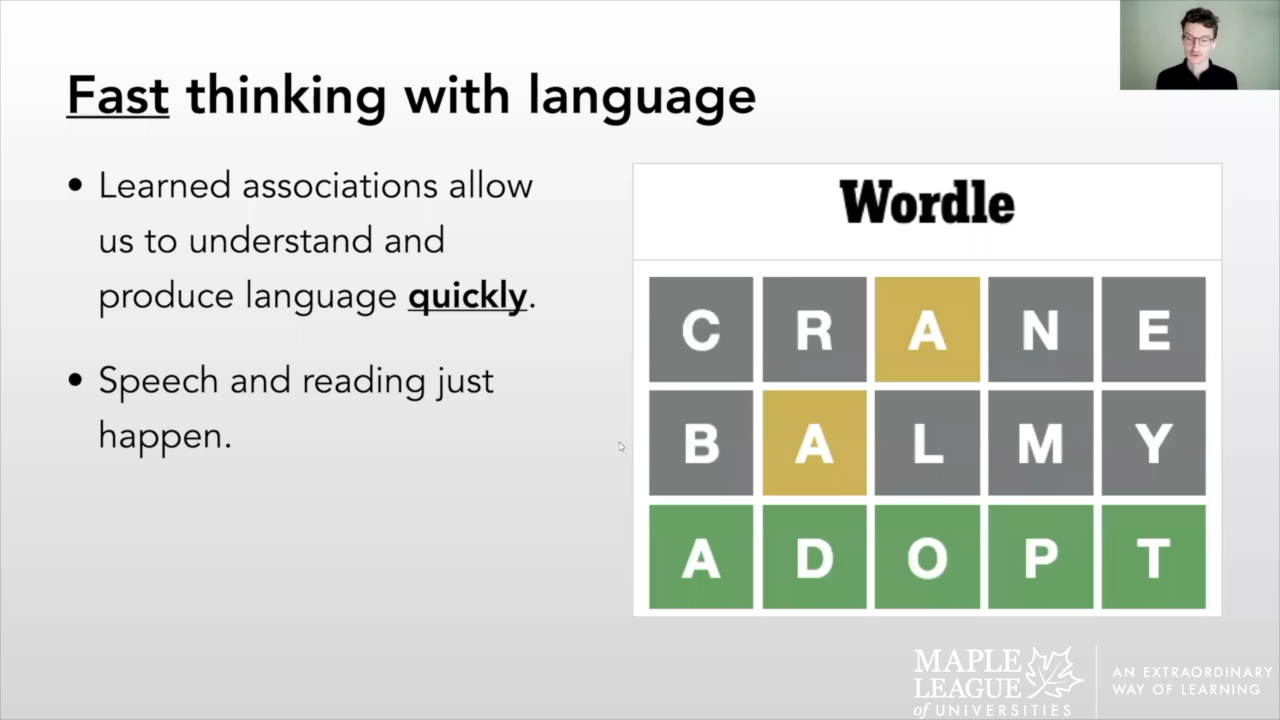 Fast thinking with language
• Learned associations allow
us to understand and
produce language quickly.
• Speech and reading just
happen.
Wordle
C R A N E
B A L M Y
A D O P T
MAPLE
LEAGUE
of UNIVERSITIES
AN EXTRAORDINARY
WAY OF LEARNING